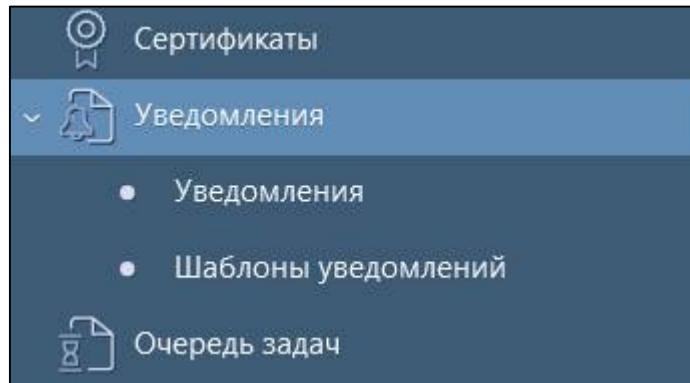 Сертификаты
Уведомления
Уведомления
Шаблоны уведомлений
Очередь задач